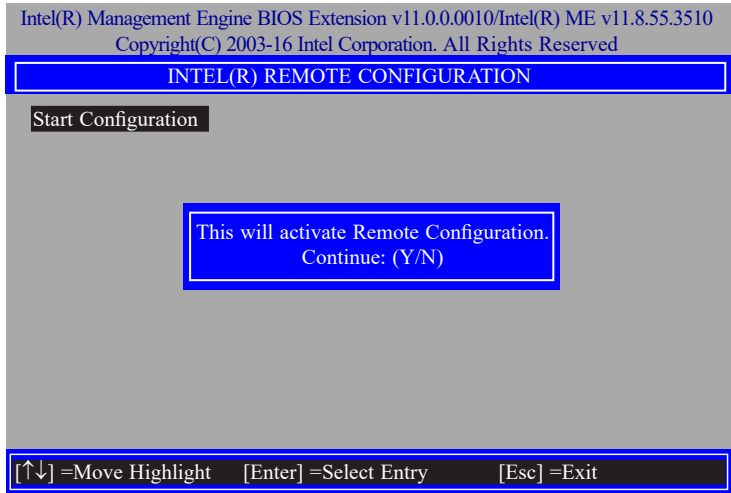 Intel(R) Management Engine BIOS Extension v11.0.0.0010/Intel(R) ME v11.8.55.3510
Copyright(C) 2003-16 Intel Corporation. All Rights Reserved
INTEL(R) REMOTE CONFIGURATION
Start Configuration
This will activate Remote Configuration.
Continue: (Y/N)
[↑↓] =Move Highlight [Enter] =Select Entry [Esc] =Exit